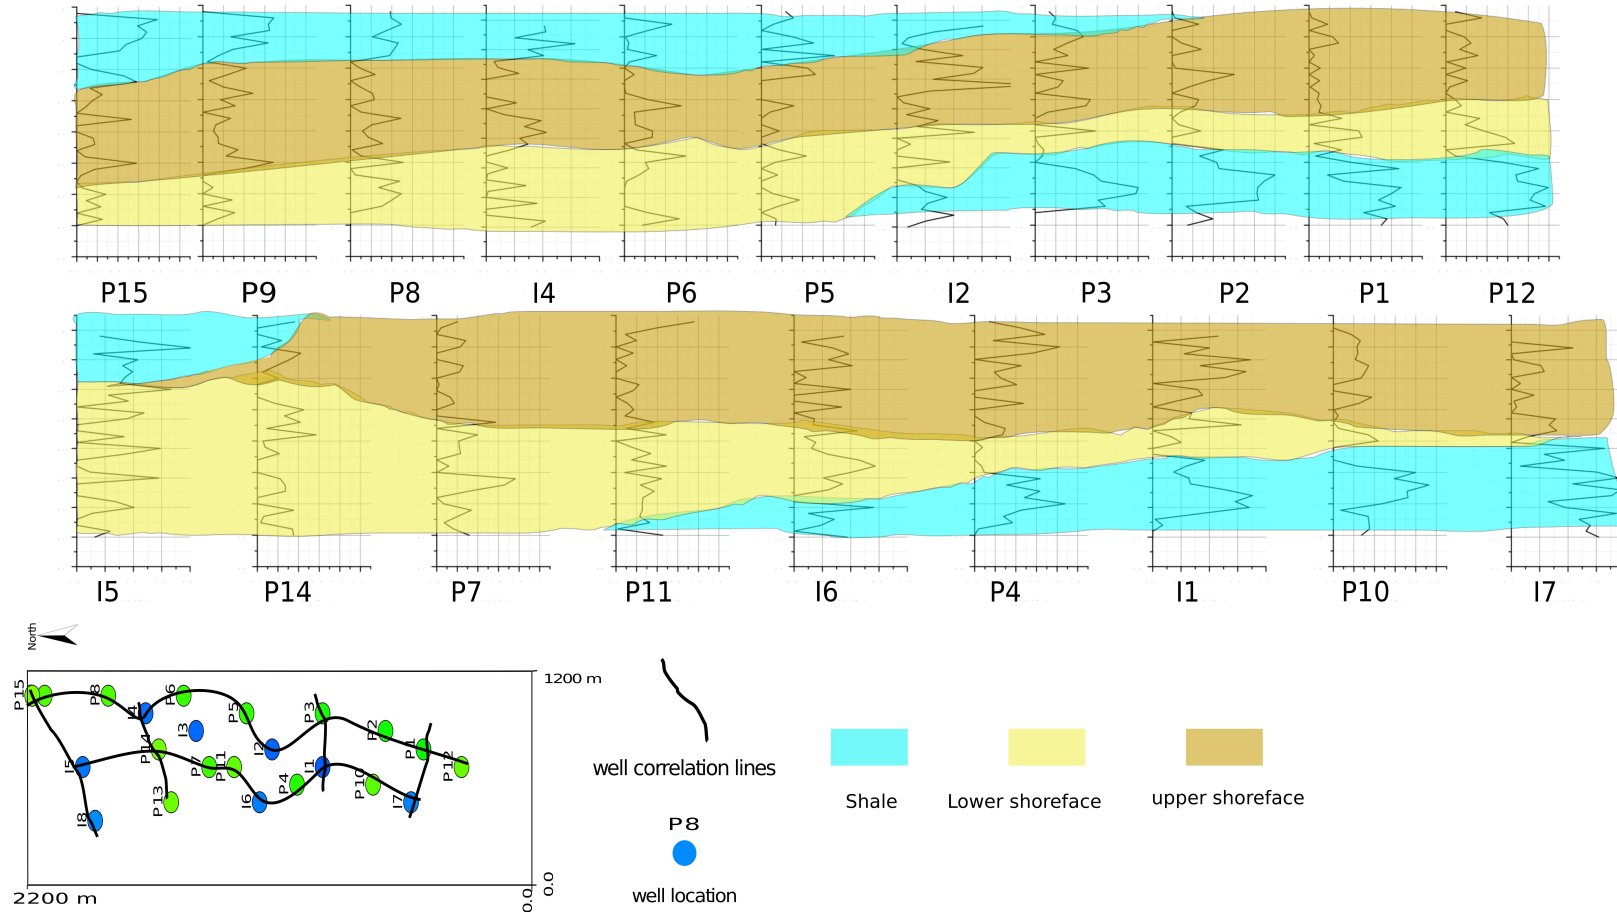 P15 P9 P8 I4 P6 P5 I2 P3 P2 P1 P12
I5 P14 P7 P11 I6 P4 I1 P10 I7
North
1200 m
P15
P8
P6
I4
P5
P3
I3
P2
I2
P14
P1
I5
P7
P11
I1
P12
P4
P10
P13
I6
I7
I8
0.0
2200 m
0.0
well correlation lines
P8
well location
Shale
Lower shoreface
upper shoreface